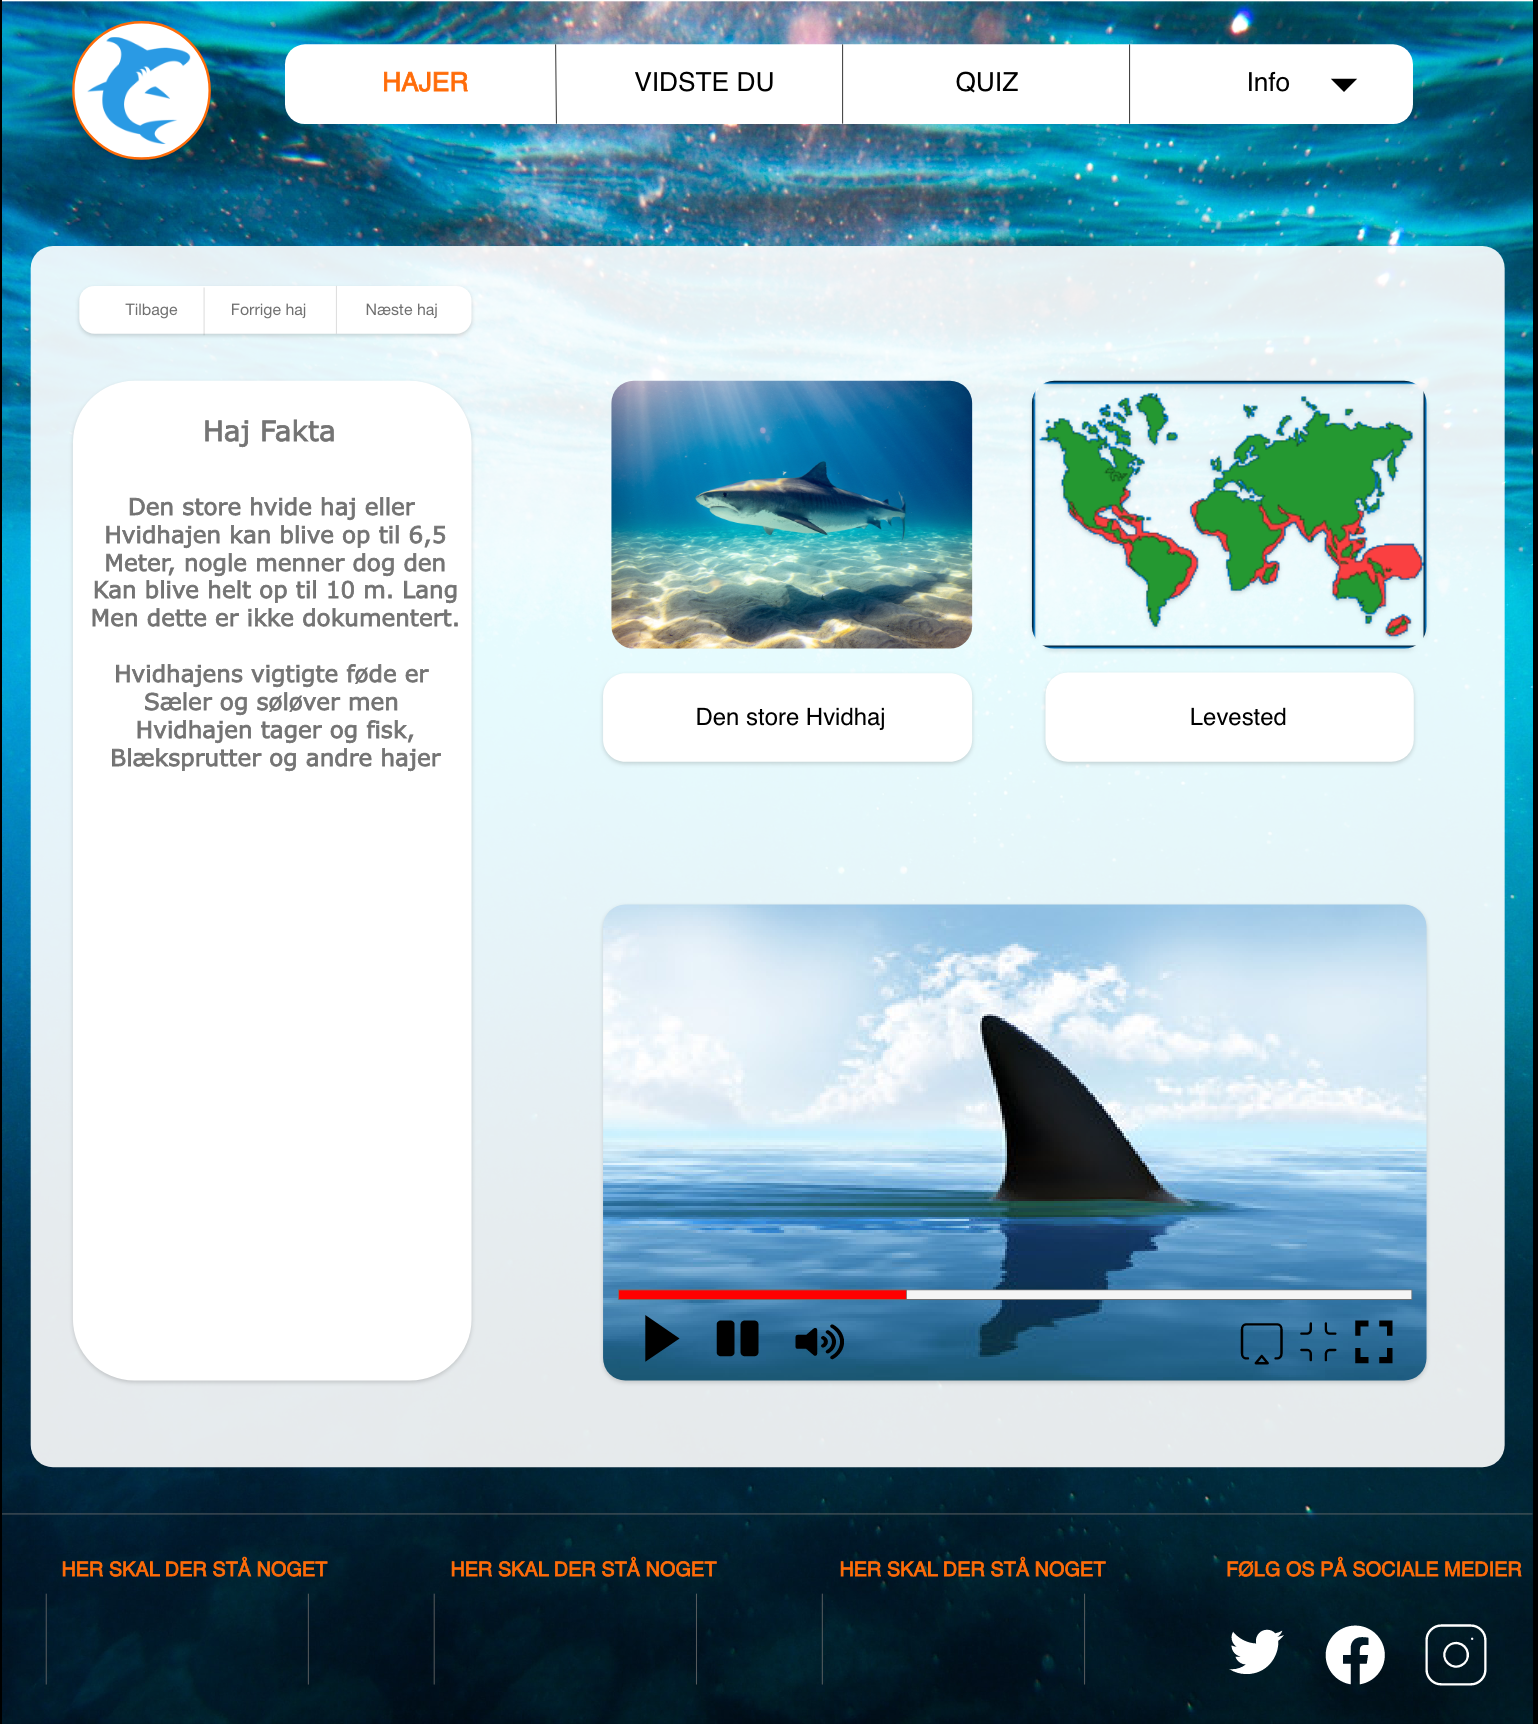 HAJER
VIDSTE DU
QUIZ
Info
Tilbage
Forrige haj
Næste haj
Haj Fakta
Den store hvide haj eller
Hvidhajen kan blive op til 6,5
Meter, nogle menner dog den
Kan blive helt op til 10 m. Lang
Men dette er ikke dokumentert.
Hvidhajens vigtigte føde er
Sæler og søløver men
Hvidhajen tager og fisk,
Blæksprutter og andre hajer
Den store Hvidhaj
Levested
HER SKAL DER STÅ NOGET
HER SKAL DER STÅ NOGET
HER SKAL DER STÅ NOGET
FØLG OS PÅ SOCIALE MEDIER